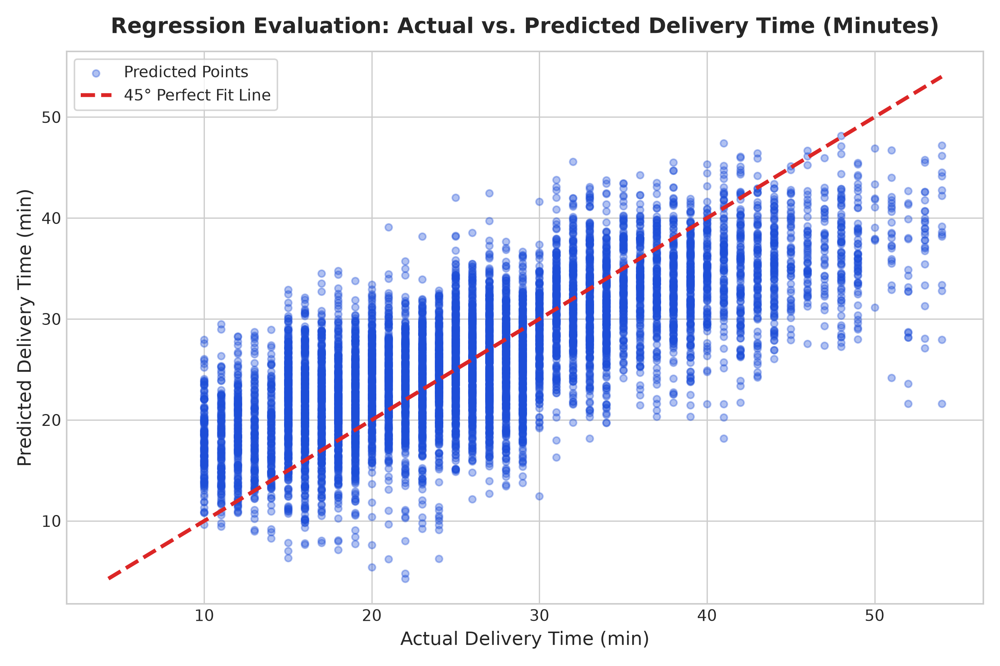 Regression Evaluation: Actual vs. Predicted Delivery Time (Minutes)
Predicted Points
45° Perfect Fit Line
Predicted Delivery Time (min)
50
40
30
20
10
10 20 30 40 50
Actual Delivery Time (min)